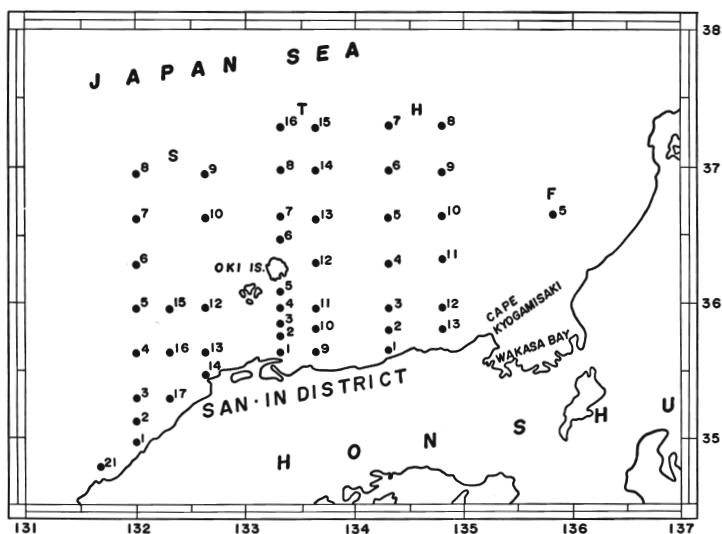 38
JAPAN SEA
T
H
16 15 7 8
S
37
8 9 8 14 6 9
F
7 10 7 13 5 10 5
6
6 OKI IS. 12 4 11
5
5 15 12 4 11 3 12 36
3
2 10 2 13
CAPE
KYOGAMISAKI
4 16 13 1 9 1 WAKASA BAY
14
SAN-IN DISTRICT
3 17
2
1
35
HONSHU
21
131 132 133 134 135 136 137